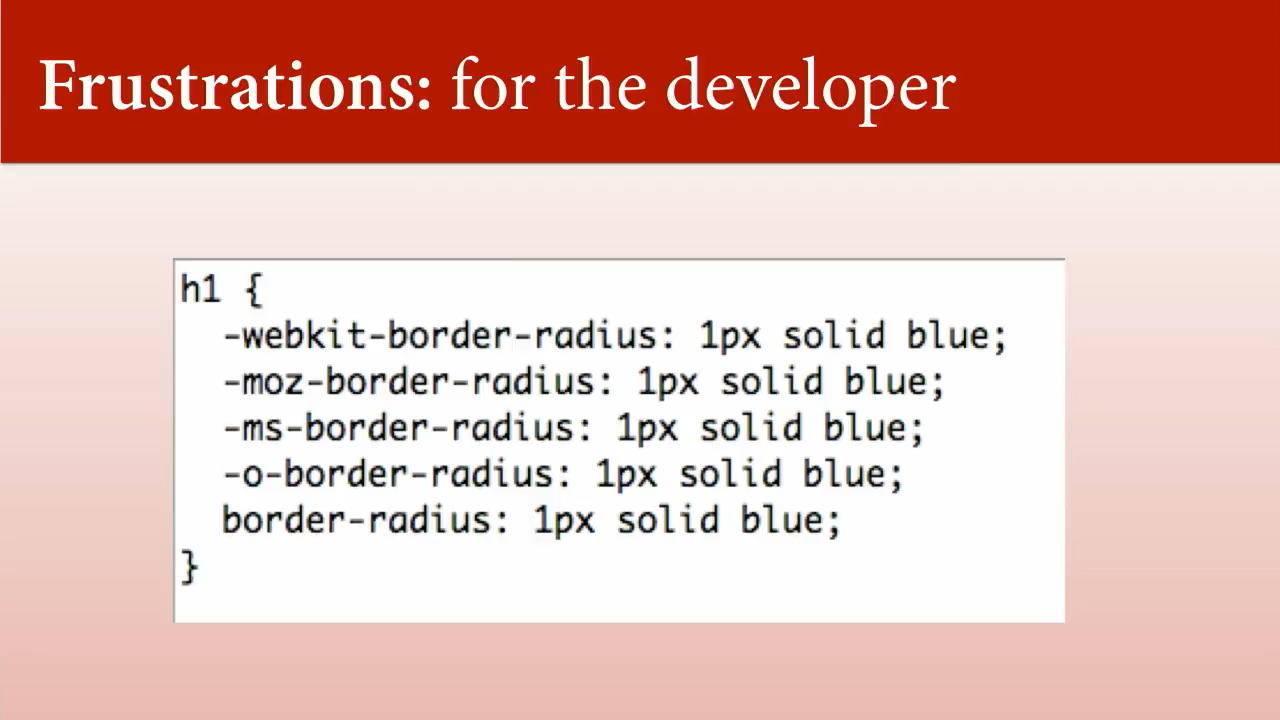 Frustrations: for the developer
h1 {
  -webkit-border-radius: 1px solid blue;
  -moz-border-radius: 1px solid blue;
  -ms-border-radius: 1px solid blue;
  -o-border-radius: 1px solid blue;
  border-radius: 1px solid blue;
}